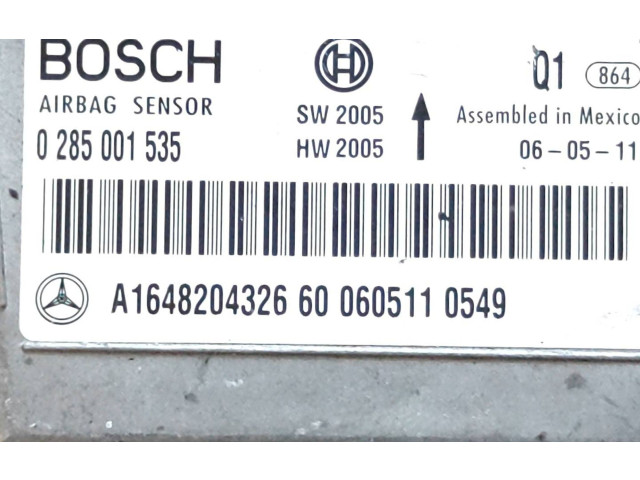 BOSCH Q1 864
AIRBAG SENSOR SW 2005 Assembled in Mexico
0 285 001 535 HW 2005 06-05-11
A1648204326 60 060511 0549